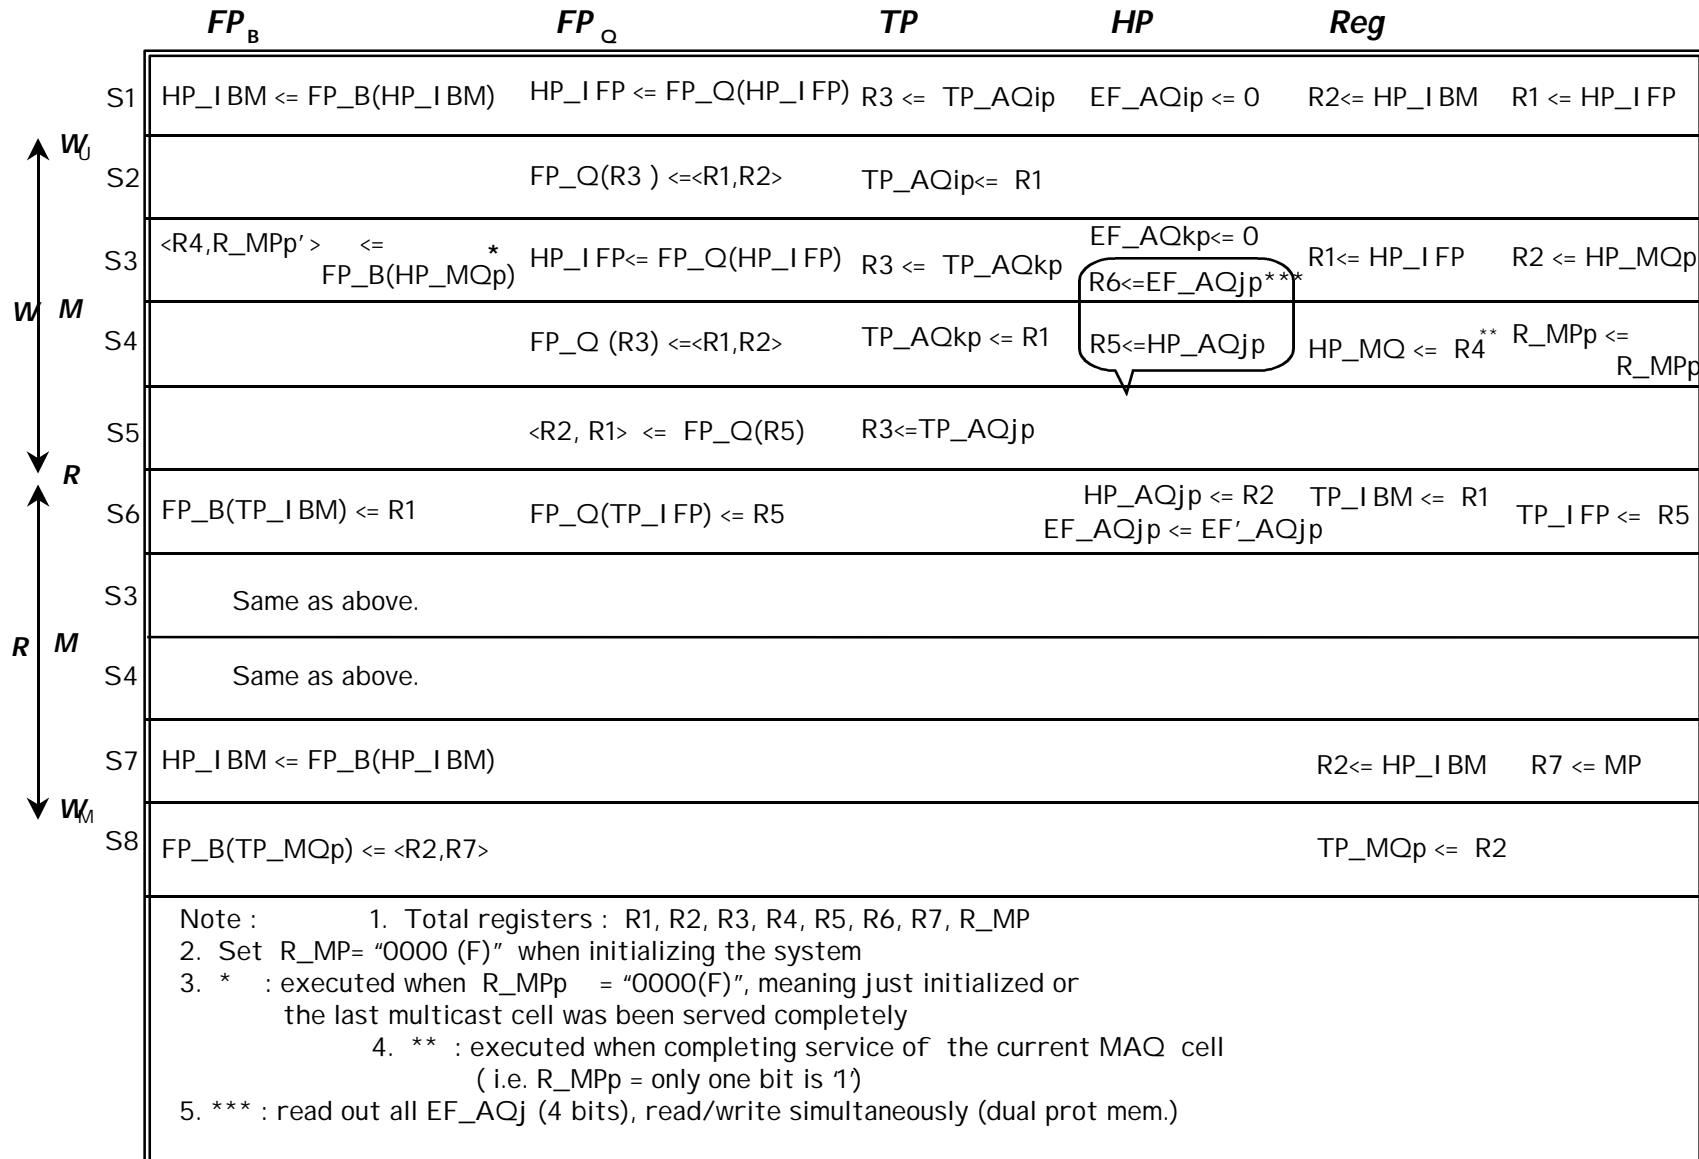 FP_B FP_Q TP HP Reg
S1 HP_IBM <= FP_B(HP_IBM) HP_IFP <= FP_Q(HP_IFP) R3 <= TP_AQip EF_AQip <= 0 R2<= HP_IBM R1 <= HP_IFP
WU
S2 FP_Q(R3 ) <=<R1,R2> TP_AQip<= R1
S3 <R4,R_MPp'> <= * FP_B(HP_MQp) HP_IFP<= FP_Q(HP_IFP) R3 <= TP_AQkp EF_AQkp<= 0 R6<=EF_AQjp*** R1<= HP_IFP R2 <= HP_MQp
W M
S4 FP_Q (R3) <=<R1,R2> TP_AQkp <= R1 R5<=HP_AQjp HP_MQ <= R4** R_MPp <= R_MPp
S5 <R2, R1> <= FP_Q(R5) R3<=TP_AQjp
R
S6 FP_B(TP_IBM) <= R1 FP_Q(TP_IFP) <= R5 HP_AQjp <= R2 EF_AQjp <= EF'_AQjp TP_IBM <= R1 TP_IFP <= R5
S3 Same as above.
R M
S4 Same as above.
S7 HP_IBM <= FP_B(HP_IBM) R2<= HP_IBM R7 <= MP
WM
S8 FP_B(TP_MQp) <= <R2,R7> TP_MQp <= R2
Note : 1. Total registers : R1, R2, R3, R4, R5, R6, R7, R_MP
2. Set R_MP= "0000 (F)" when initializing the system
3. * : executed when R_MPp = "0000(F)", meaning just initialized or
the last multicast cell was been served completely
4. ** : executed when completing service of the current MAQ cell
( i.e. R_MPp = only one bit is '1')
5. *** : read out all EF_AQj (4 bits), read/write simultaneously (dual prot mem.)